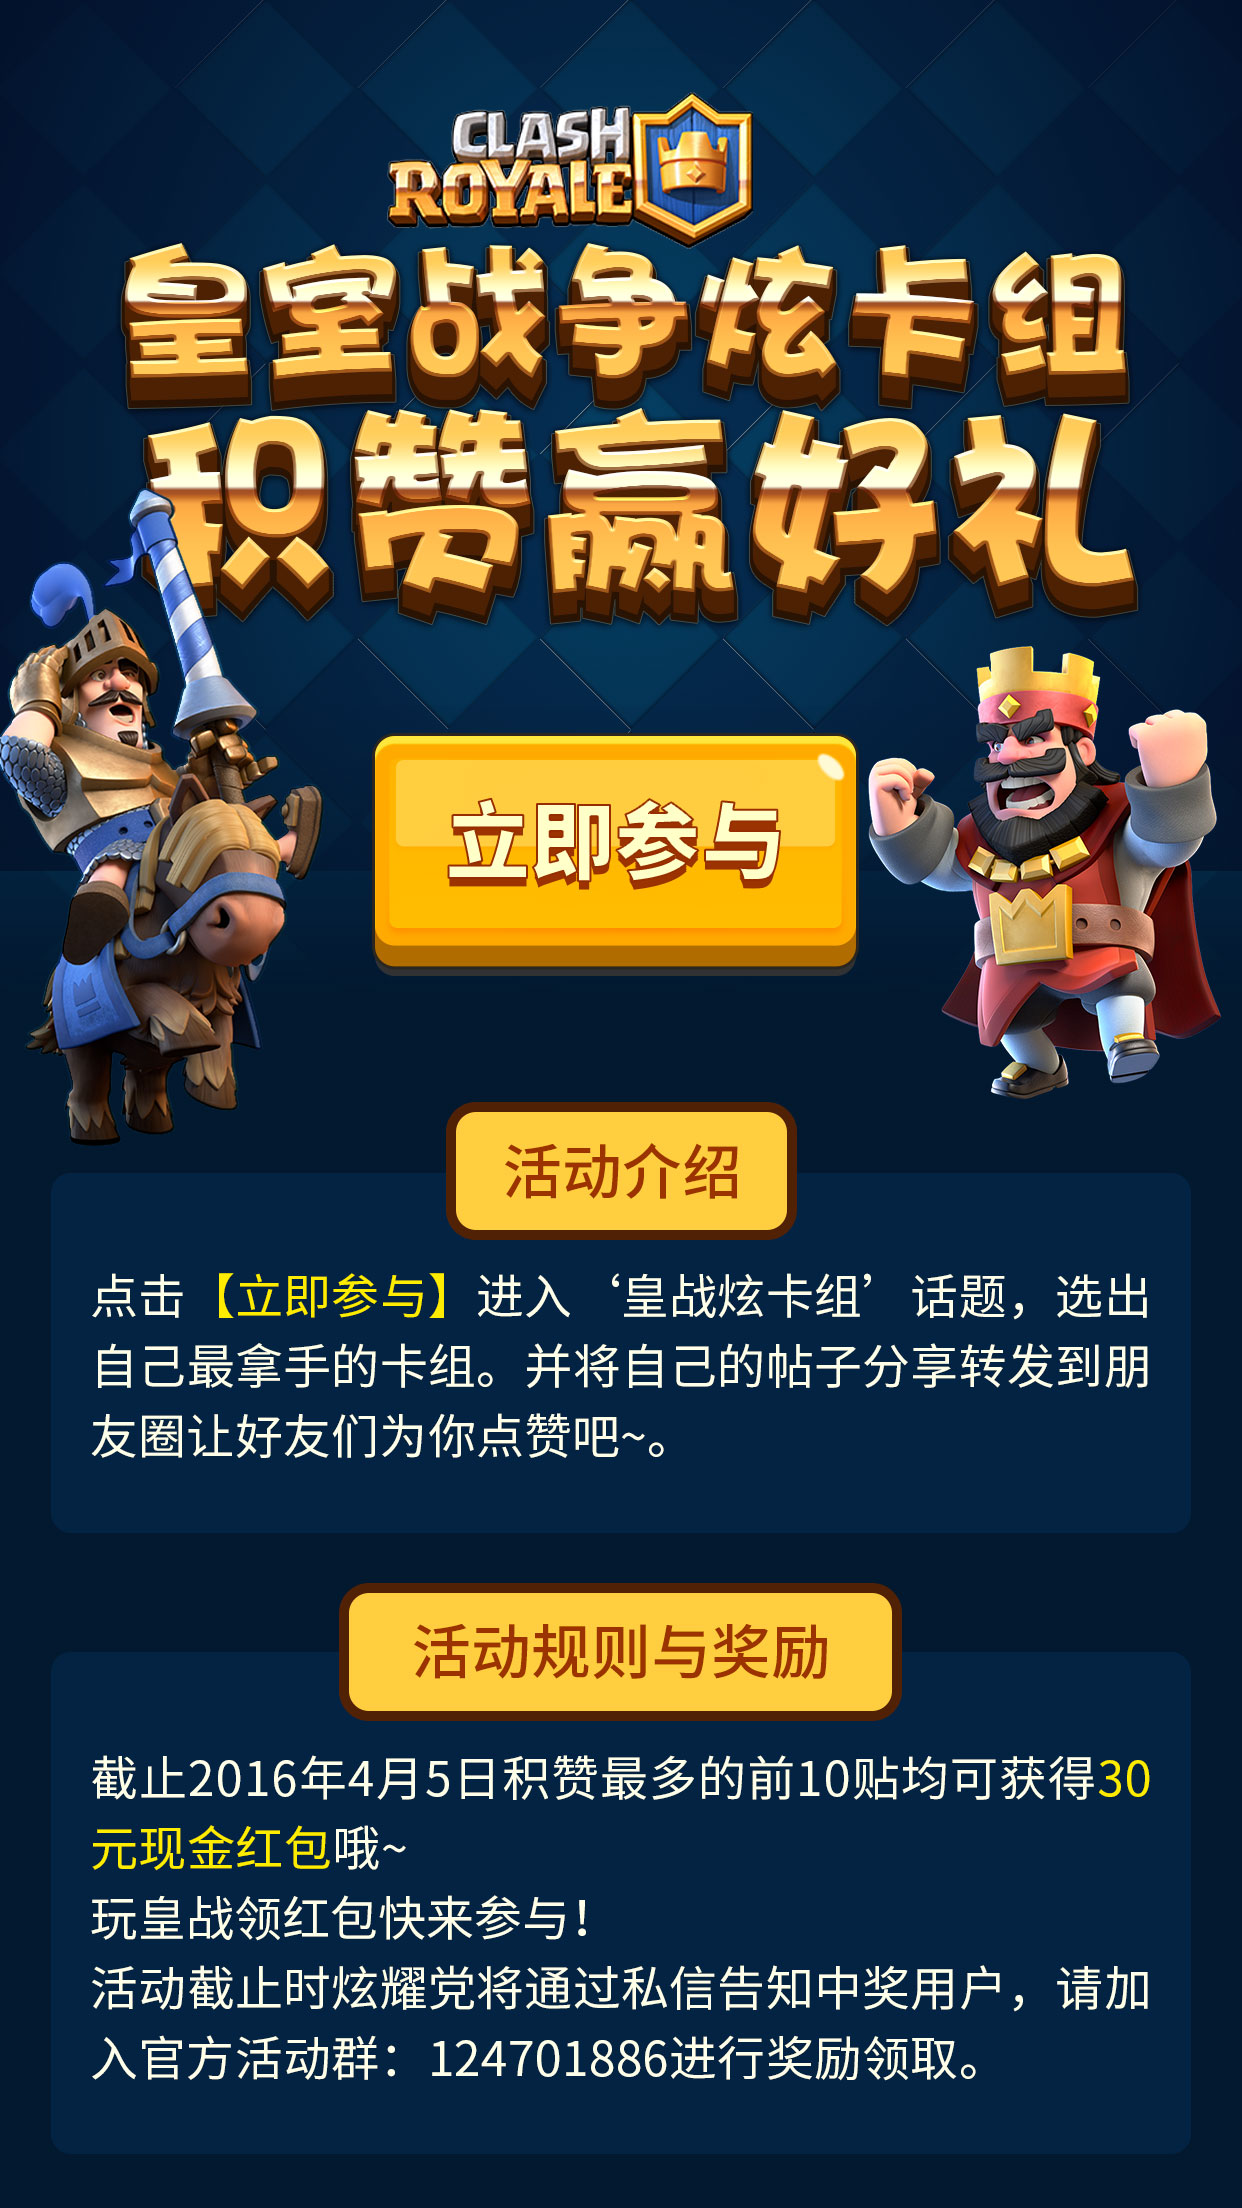 CLASH
ROYALE
皇室战争炫卡组
积赞赢好礼
立即参与
活动介绍
点击【立即参与】进入‘皇战炫卡组’话题，选出
自己最拿手的卡组。并将自己的帖子分享转发到朋
友圈让好友们为你点赞吧~。
活动规则与奖励
截止2016年4月5日积赞最多的前10贴均可获得30
元现金红包哦~
玩皇战领红包快来参与！
活动截止时炫耀党将通过私信告知中奖用户，请加
入官方活动群：124701886进行奖励领取。